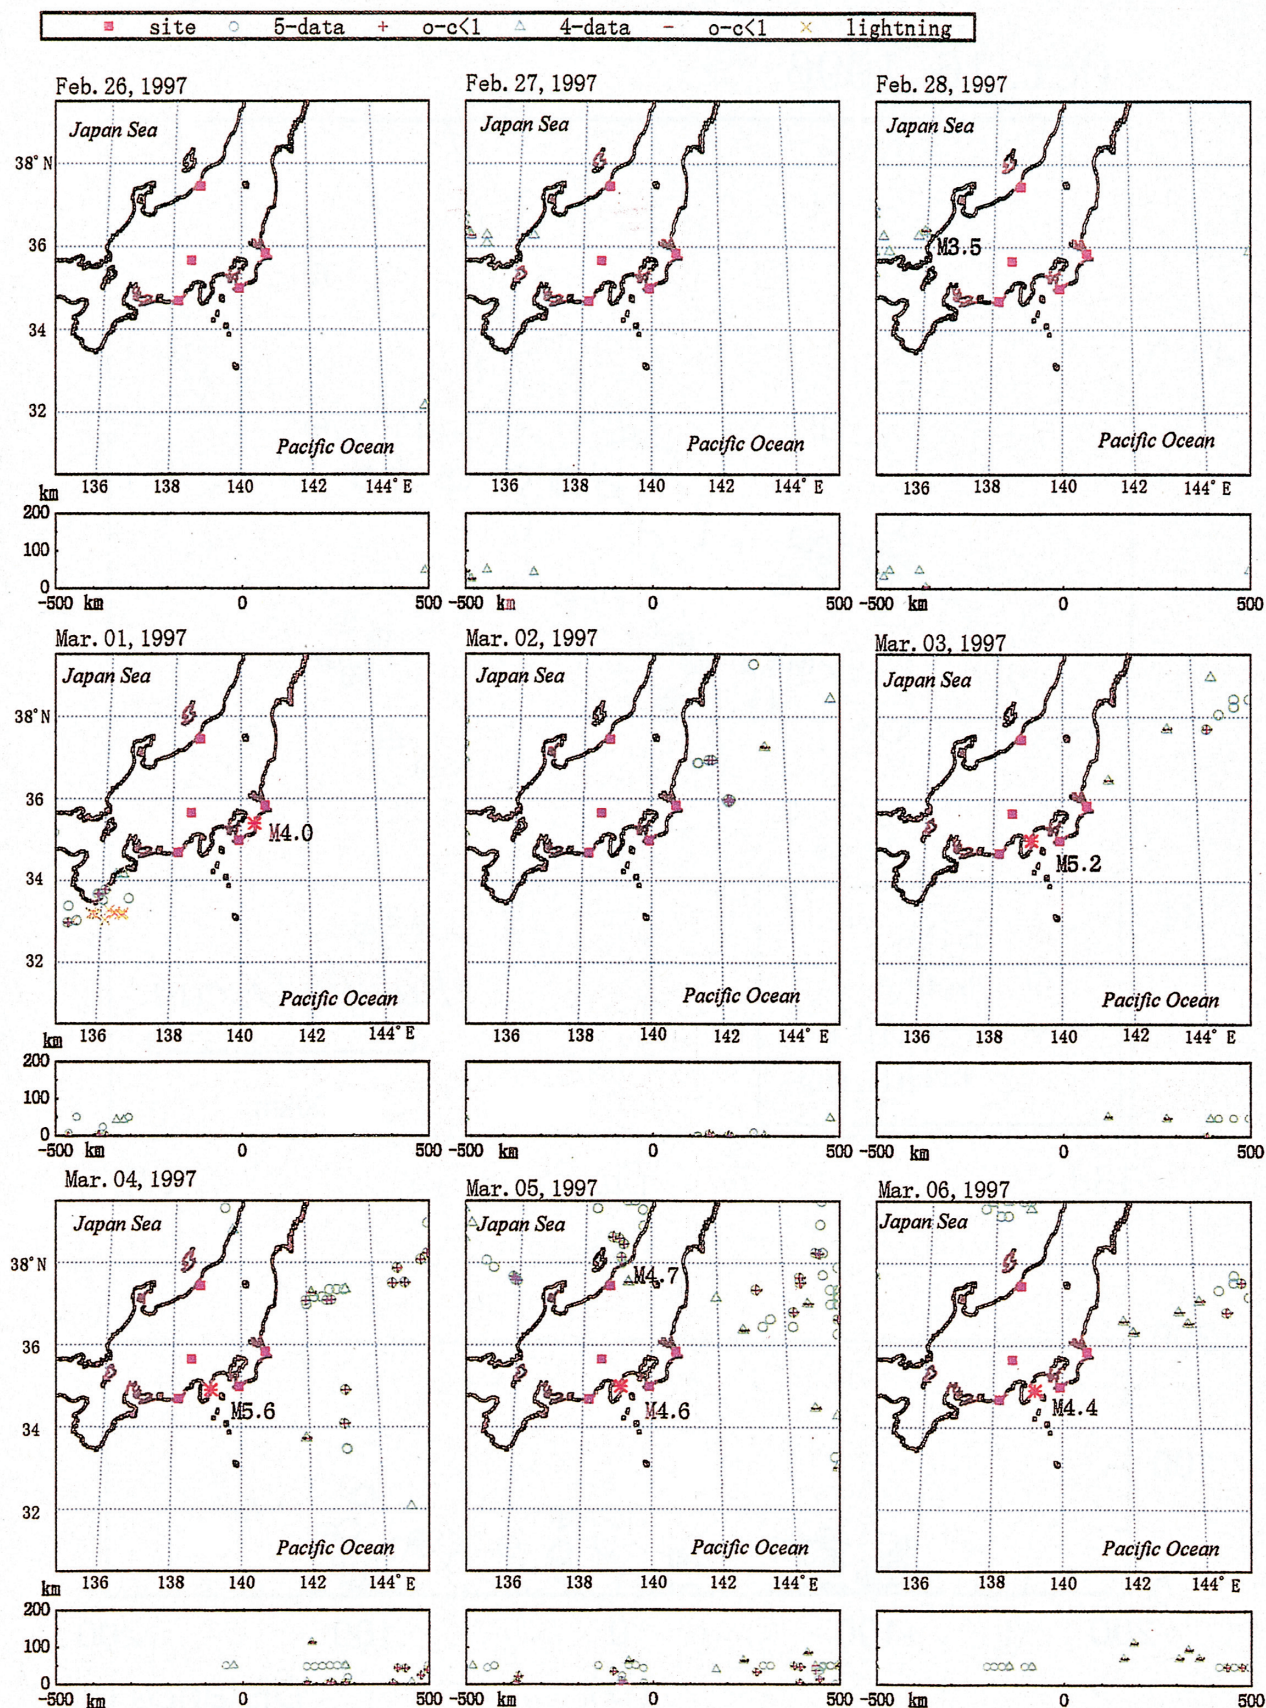 site 5-data o-c<1 4-data o-c<1 lightning
Feb. 26, 1997 Feb. 27, 1997 Feb. 28, 1997
Japan Sea Japan Sea Japan Sea
38°N
36 M3.5
34
32
Pacific Ocean Pacific Ocean Pacific Ocean
136 138 140 142 144°E 136 138 140 142 144°E 136 138 140 142 144°E
km
200
100
0
-500 km 0 500 -500 km 0 500 -500 km 0 500
Mar. 01, 1997 Mar. 02, 1997 Mar. 03, 1997
Japan Sea Japan Sea Japan Sea
38°N
36
M4.0
M5.2
34
32
Pacific Ocean Pacific Ocean Pacific Ocean
136 138 140 142 144°E 136 138 140 142 144°E 136 138 140 142 144°E
km
200
100
0
-500 km 0 500 -500 km 0 500 -500 km 0 500
Mar. 04, 1997 Mar. 05, 1997 Mar. 06, 1997
Japan Sea Japan Sea Japan Sea
38°N
M4.7
36
M5.6 M4.6 M4.4
34
32
Pacific Ocean Pacific Ocean Pacific Ocean
136 138 140 142 144°E 136 138 140 142 144°E 136 138 140 142 144°E
km
200
100
0
-500 km 0 500 -500 km 0 500 -500 km 0 500